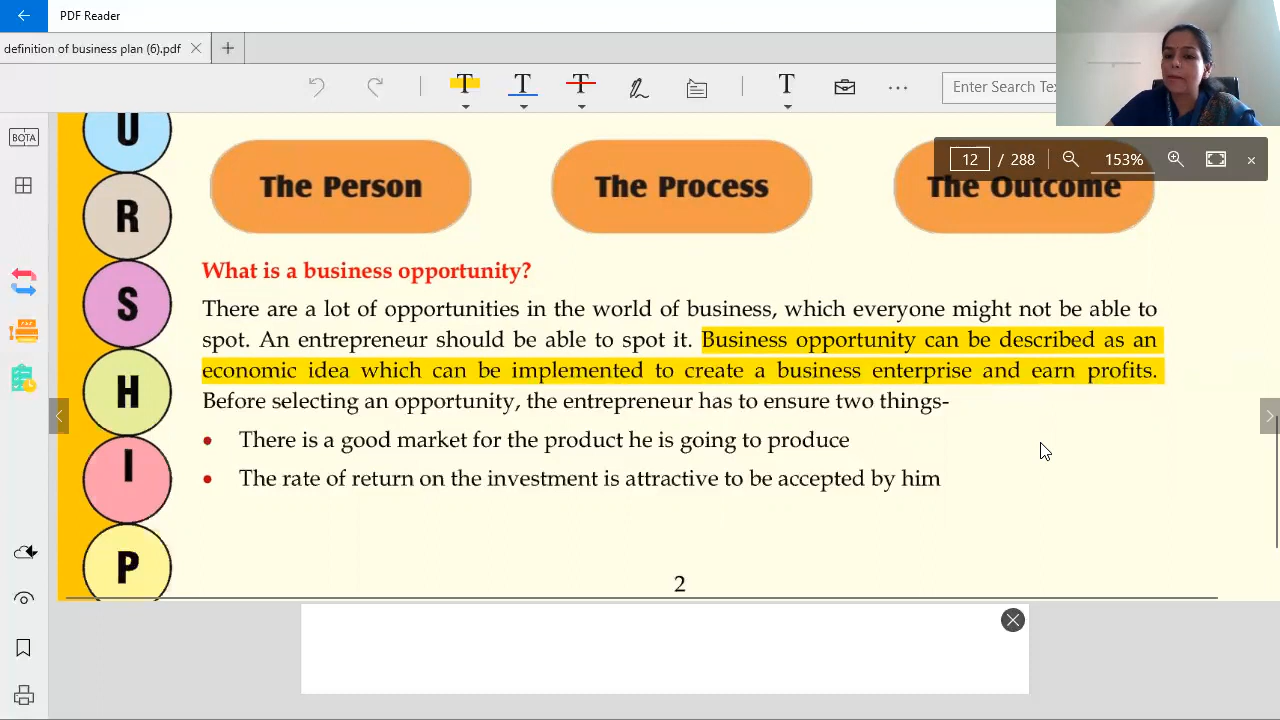 PDF Reader
definition of business plan (6).pdf
Enter Search Te
BOTA
12 / 288
153%
U
R
S
H
I
P
The Person
The Process
The Outcome
What is a business opportunity?
There are a lot of opportunities in the world of business, which everyone might not be able to
spot. An entrepreneur should be able to spot it. Business opportunity can be described as an
economic idea which can be implemented to create a business enterprise and earn profits.
Before selecting an opportunity, the entrepreneur has to ensure two things-
• There is a good market for the product he is going to produce
• The rate of return on the investment is attractive to be accepted by him
2